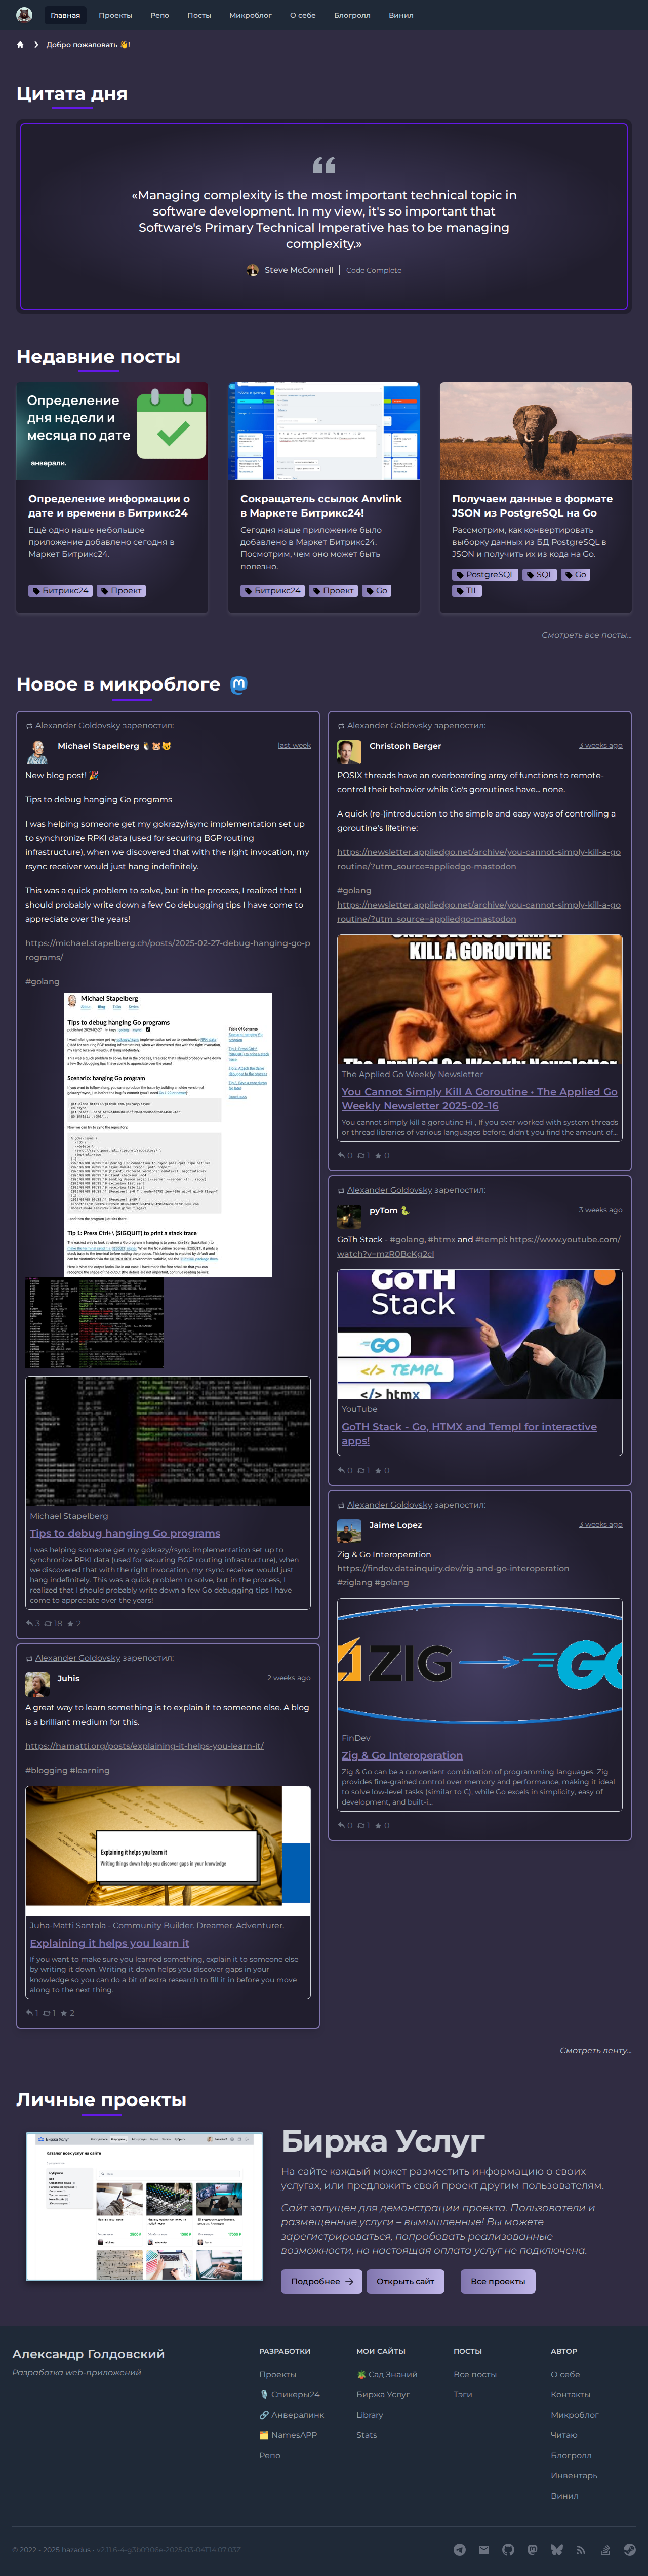 Главная Проекты Репо Посты Микроблог О себе Блогролл Винил
Добро пожаловать 👋!
Цитата дня
«Managing complexity is the most important technical topic in
software development. In my view, it's so important that
Software's Primary Technical Imperative has to be managing
complexity.»
Steve McConnell Code Complete
Недавние посты
Определение
дня недели и
месяца по дате
анверали.
Определение информации о
дате и времени в Битрикс24
Ещё одно наше небольшое
приложение добавлено сегодня в
Маркет Битрикс24.
Битрикс24 Проект
Сокращатель ссылок Anvlink
в Маркете Битрикс24!
Сегодня наше приложение было
добавлено в Маркет Битрикс24.
Посмотрим, чем оно может быть
полезно.
Битрикс24 Проект Go
Получаем данные в формате
JSON из PostgreSQL на Go
Рассмотрим, как конвертировать
выборку данных из БД PostgreSQL в
JSON и получить их из кода на Go.
PostgreSQL SQL Go
TIL
Смотреть все посты...
Новое в микроблоге
Alexander Goldovsky зарепостил:
Michael Stapelberg 🐧🐹😺 last week
New blog post! 🎉
Tips to debug hanging Go programs
I was helping someone get my gokrazy/rsync implementation set up
to synchronize RPKI data (used for securing BGP routing
infrastructure), when we discovered that with the right invocation, my
rsync receiver would just hang indefinitely.
This was a quick problem to solve, but in the process, I realized that I
should probably write down a few Go debugging tips I have come to
appreciate over the years!
https://michael.stapelberg.ch/posts/2025-02-27-debug-hanging-go-p
rograms/
#golang
Michael Stapelberg
Tips to debug hanging Go programs
Scenario: hanging Go program
Tip 1: Press Ctrl+\ (SIGQUIT) to print a stack trace
Michael Stapelberg
Tips to debug hanging Go programs
I was helping someone get my gokrazy/rsync implementation set up to
synchronize RPKI data (used for securing BGP routing infrastructure), when
we discovered that with the right invocation, my rsync receiver would just
hang indefinitely. This was a quick problem to solve, but in the process, I
realized that I should probably write down a few Go debugging tips I have
come to appreciate over the years!
3 18 2
Alexander Goldovsky зарепостил:
Juhis 2 weeks ago
A great way to learn something is to explain it to someone else. A blog
is a brilliant medium for this.
https://hamatti.org/posts/explaining-it-helps-you-learn-it/
#blogging #learning
Explaining it helps you learn it
Writing things down helps you discover gaps in your knowledge
Juha-Matti Santala - Community Builder. Dreamer. Adventurer.
Explaining it helps you learn it
If you want to make sure you learned something, explain it to someone else
by writing it down. Writing it down helps you discover gaps in your
knowledge so you can do a bit of extra research to fill it in before you move
along to the next thing.
1 1 2
Alexander Goldovsky зарепостил:
Christoph Berger 3 weeks ago
POSIX threads have an overboarding array of functions to remote-
control their behavior while Go's goroutines have... none.
A quick (re-)introduction to the simple and easy ways of controlling a
goroutine's lifetime:
https://newsletter.appliedgo.net/archive/you-cannot-simply-kill-a-go
routine/?utm_source=appliedgo-mastodon
#golang
https://newsletter.appliedgo.net/archive/you-cannot-simply-kill-a-go
routine/?utm_source=appliedgo-mastodon
ONE DOES NOT SIMPLY
KILL A GOROUTINE
The Applied Go Weekly Newsletter
The Applied Go Weekly Newsletter
You Cannot Simply Kill A Goroutine • The Applied Go
Weekly Newsletter 2025-02-16
You cannot simply kill a goroutine Hi , If you ever worked with system threads
or thread libraries of various languages before, didn't you find the amount of...
0 1 0
Alexander Goldovsky зарепостил:
pyTom 🐍 3 weeks ago
GoTH Stack - #golang, #htmx and #templ: https://www.youtube.com/
watch?v=mzR0BcKg2cI
GoTH
Stack
GO
</> TEMPL
</> htmx
YouTube
GoTH Stack - Go, HTMX and Templ for interactive
apps!
0 1 0
Alexander Goldovsky зарепостил:
Jaime Lopez 3 weeks ago
Zig & Go Interoperation
https://findev.datainquiry.dev/zig-and-go-interoperation
#ziglang #golang
ZIG GO
FinDev
Zig & Go Interoperation
Zig & Go can be a convenient combination of programming languages. Zig
provides fine-grained control over memory and performance, making it ideal
to solve low-level tasks (similar to C), while Go excels in simplicity, easy of
development, and built-i...
0 1 0
Смотреть ленту...
Личные проекты
Каталог всех услуг на сайте
Биржа Услуг
На сайте каждый может разместить информацию о своих
услугах, или предложить свой проект другим пользователям.
Сайт запущен для демонстрации проекта. Пользователи и
размещенные услуги – вымышленные! Вы можете
зарегистрироваться, попробовать реализованные
возможности, но настоящая оплата услуг не подключена.
Подробнее → Открыть сайт Все проекты
Александр Голдовский
Разработка web-приложений
РАЗРАБОТКИ
Проекты
🎙️ Спикеры24
🔗 Анвералинк
🗂️ NamesAPP
Репо
МОИ САЙТЫ
🪴 Сад Знаний
Биржа Услуг
Library
Stats
ПОСТЫ
Все посты
Тэги
АВТОР
О себе
Контакты
Микроблог
Читаю
Блогролл
Инвентарь
Винил
© 2022 - 2025 hazadus